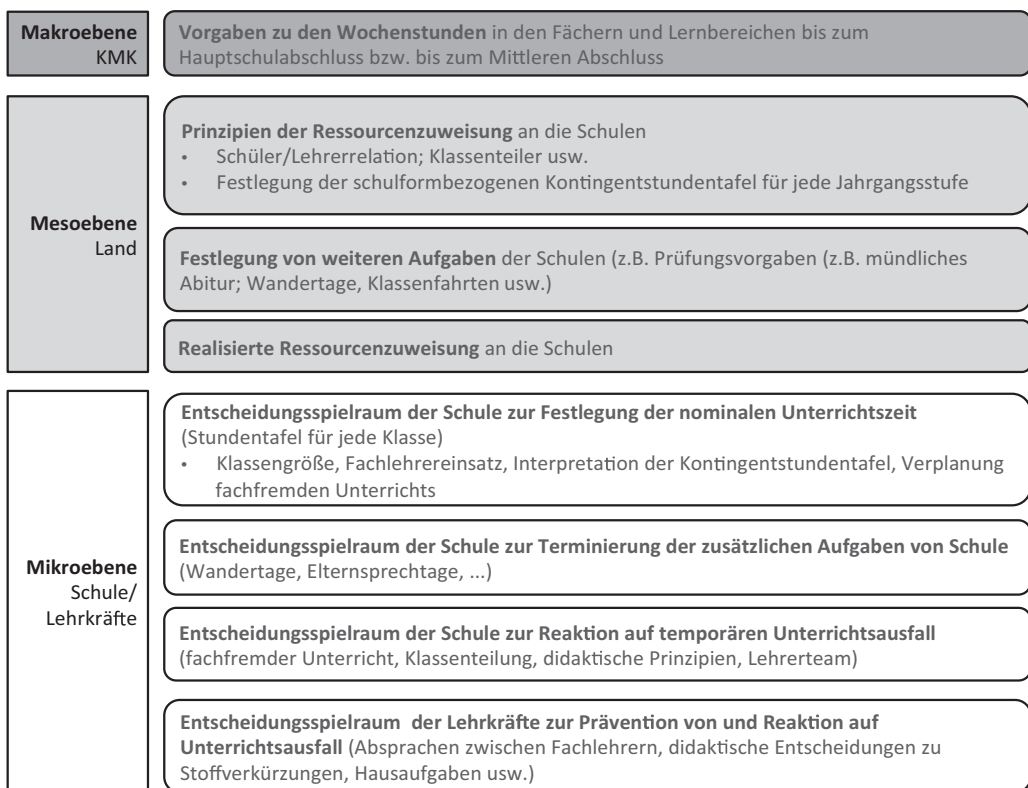 Makroebene
KMK
Vorgaben zu den Wochenstunden in den Fächern und Lernbereichen bis zum
Hauptschulabschluss bzw. bis zum Mittleren Abschluss
Mesoebene
Land
Prinzipien der Ressourcenzuweisung an die Schulen
• Schüler/Lehrerrelation; Klassenteiler usw.
• Festlegung der schulformbezogenen Kontingentstundentafel für jede Jahrgangsstufe
Festlegung von weiteren Aufgaben der Schulen (z.B. Prüfungsvorgaben (z.B. mündliches
Abitur; Wandertage, Klassenfahrten usw.)
Realisierte Ressourcenzuweisung an die Schulen
Mikroebene
Schule/
Lehrkräfte
Entscheidungsspielraum der Schule zur Festlegung der nominalen Unterrichtszeit
(Stundentafel für jede Klasse)
• Klassengröße, Fachlehrereinsatz, Interpretation der Kontingentstundentafel, Verplanung
fachfremden Unterrichts
Entscheidungsspielraum der Schule zur Terminierung der zusätzlichen Aufgaben von Schule
(Wandertage, Elternsprechtage, ...)
Entscheidungsspielraum der Schule zur Reaktion auf temporären Unterrichtsausfall
(fachfremder Unterricht, Klassenteilung, didaktische Prinzipien, Lehrerteam)
Entscheidungsspielraum der Lehrkräfte zur Prävention von und Reaktion auf
Unterrichtsausfall (Absprachen zwischen Fachlehrern, didaktische Entscheidungen zu
Stoffverkürzungen, Hausaufgaben usw.)